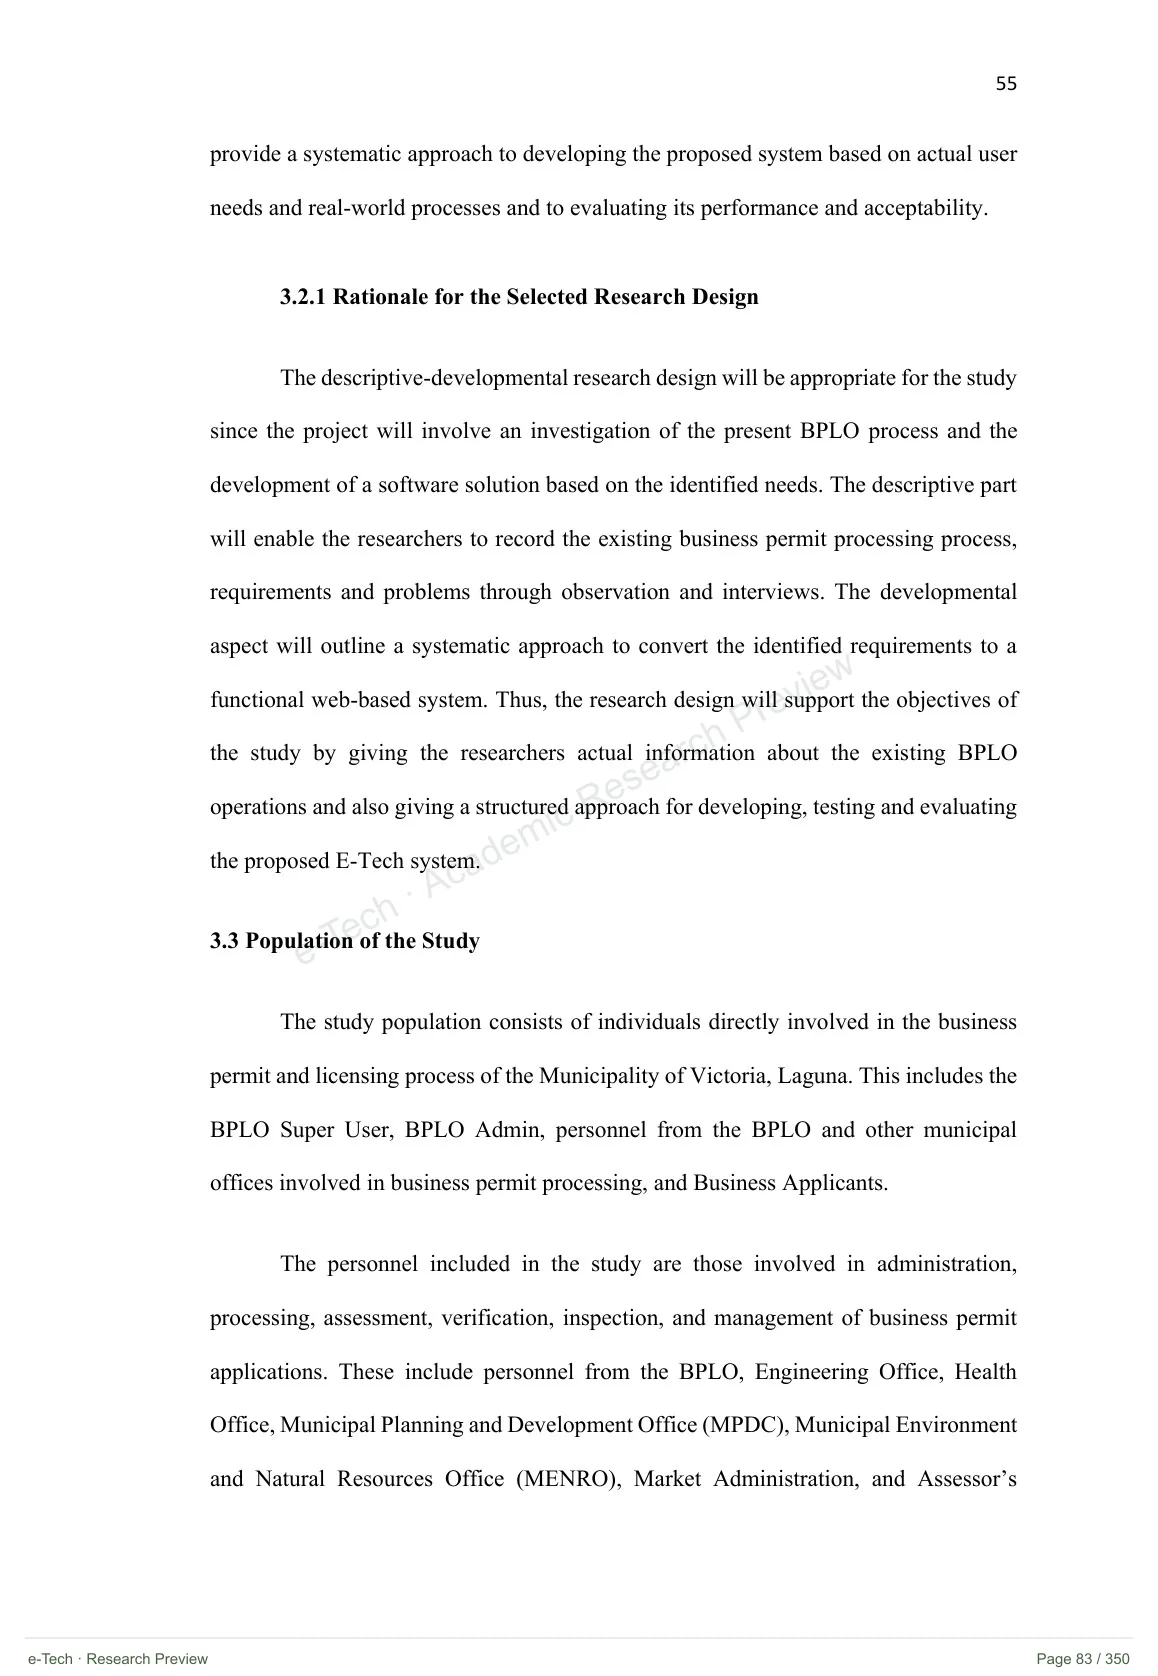 55
provide a systematic approach to developing the proposed system based on actual user
needs and real-world processes and to evaluating its performance and acceptability.
3.2.1 Rationale for the Selected Research Design
The descriptive-developmental research design will be appropriate for the study
since the project will involve an investigation of the present BPLO process and the
development of a software solution based on the identified needs. The descriptive part
will enable the researchers to record the existing business permit processing process,
requirements and problems through observation and interviews. The developmental
aspect will outline a systematic approach to convert the identified requirements to a
functional web-based system. Thus, the research design will support the objectives of
the study by giving the researchers actual information about the existing BPLO
operations and also giving a structured approach for developing, testing and evaluating
the proposed E-Tech system.
e-Tech · Academic Research Preview
3.3 Population of the Study
The study population consists of individuals directly involved in the business
permit and licensing process of the Municipality of Victoria, Laguna. This includes the
BPLO Super User, BPLO Admin, personnel from the BPLO and other municipal
offices involved in business permit processing, and Business Applicants.
The personnel included in the study are those involved in administration,
processing, assessment, verification, inspection, and management of business permit
applications. These include personnel from the BPLO, Engineering Office, Health
Office, Municipal Planning and Development Office (MPDC), Municipal Environment
and Natural Resources Office (MENRO), Market Administration, and Assessor’s
e-Tech · Research Preview
Page 83 / 350